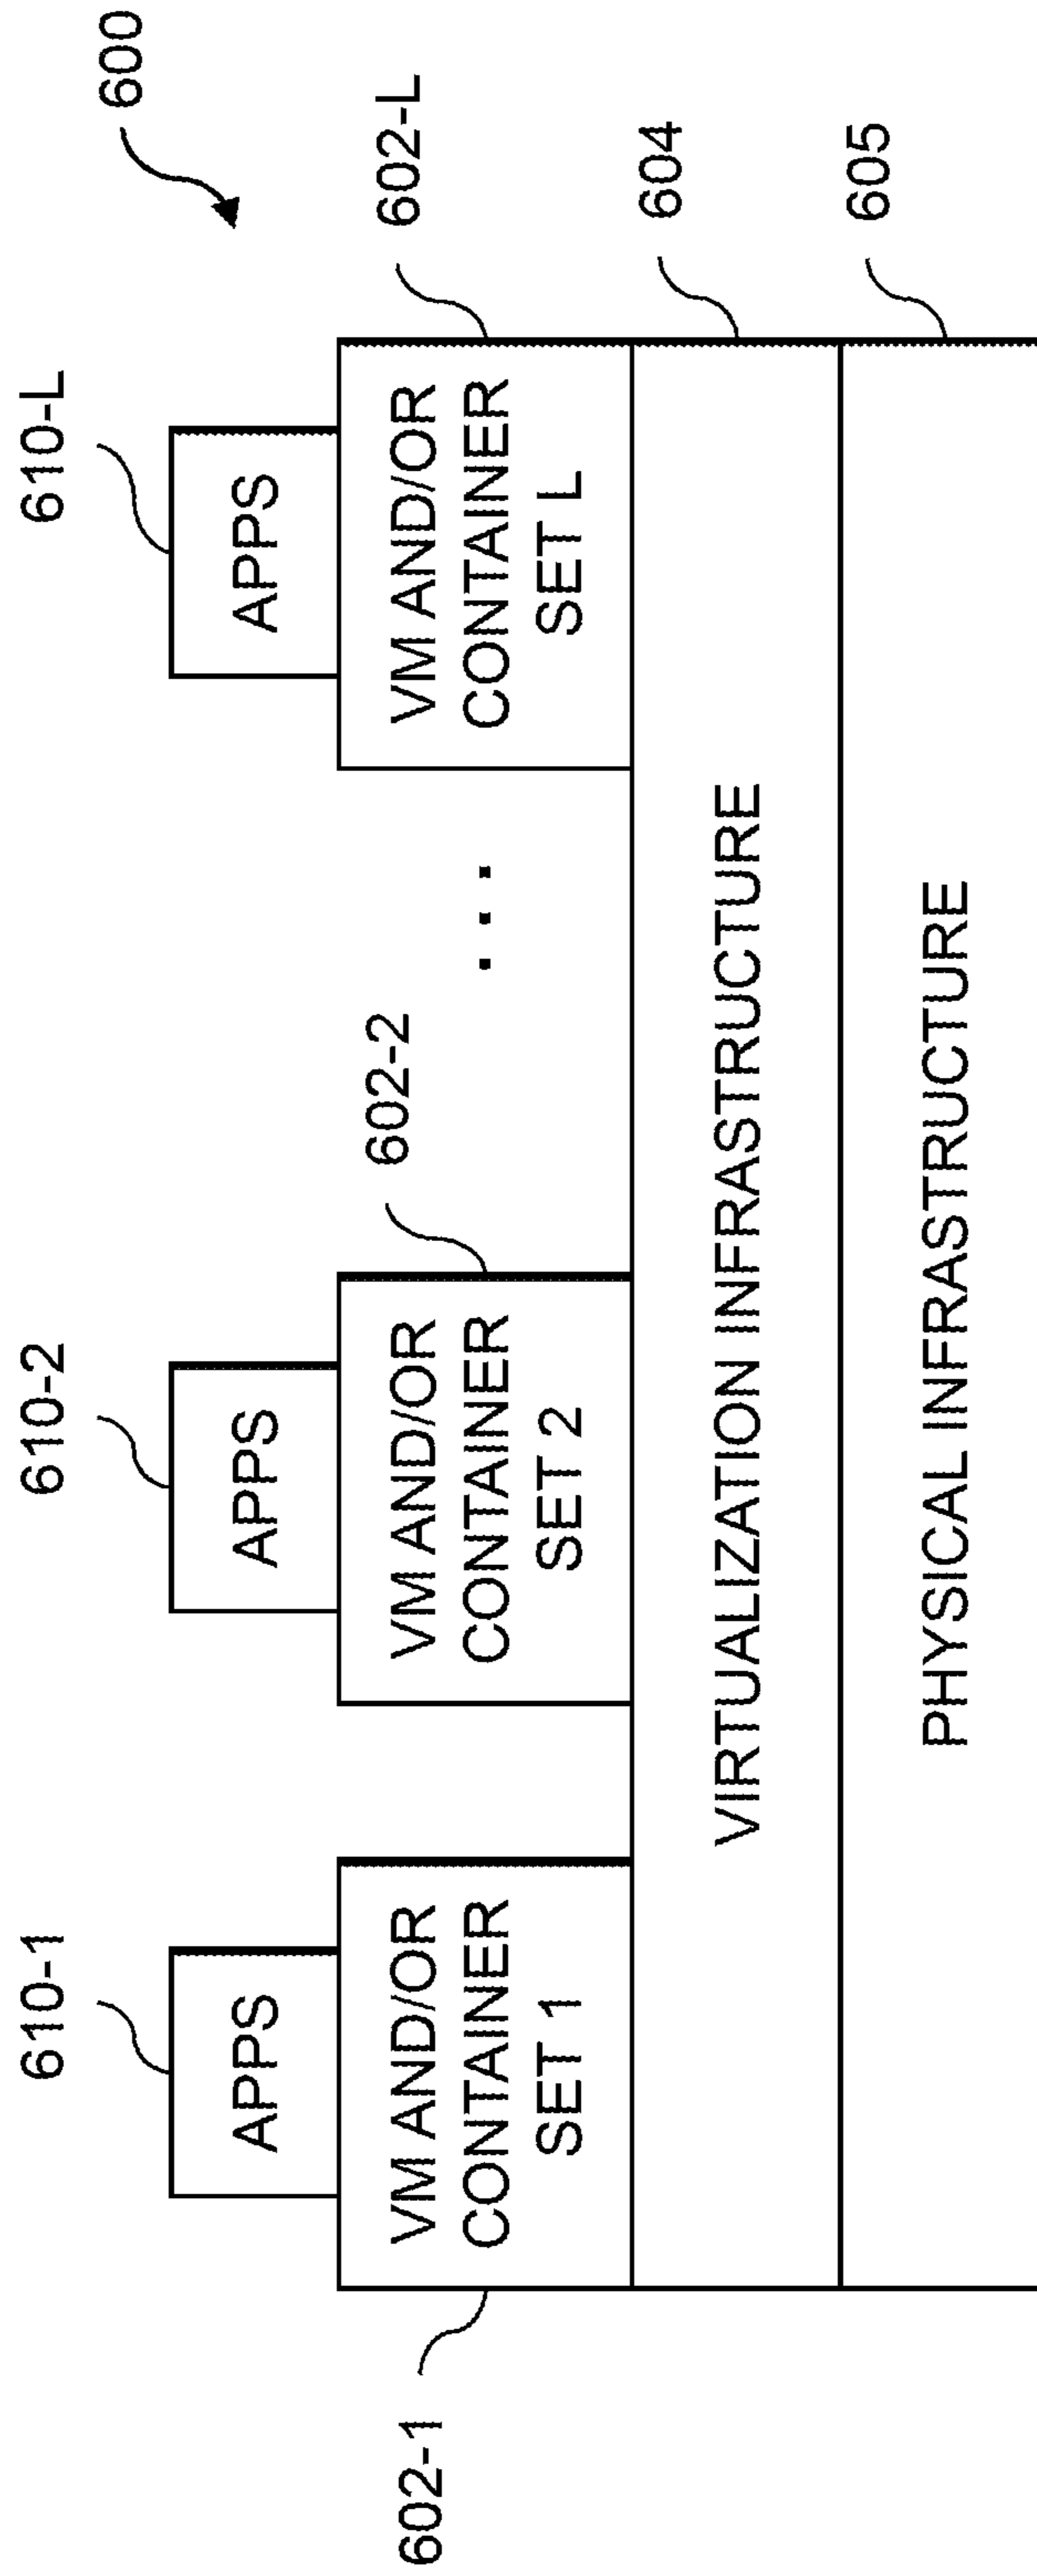 600
610-1
610-2
610-L
APPS
APPS
APPS
602-1
VM AND/OR
CONTAINER
SET 1
602-2
VM AND/OR
CONTAINER
SET 2
. . .
602-L
VM AND/OR
CONTAINER
SET L
VIRTUALIZATION INFRASTRUCTURE
604
PHYSICAL INFRASTRUCTURE
605